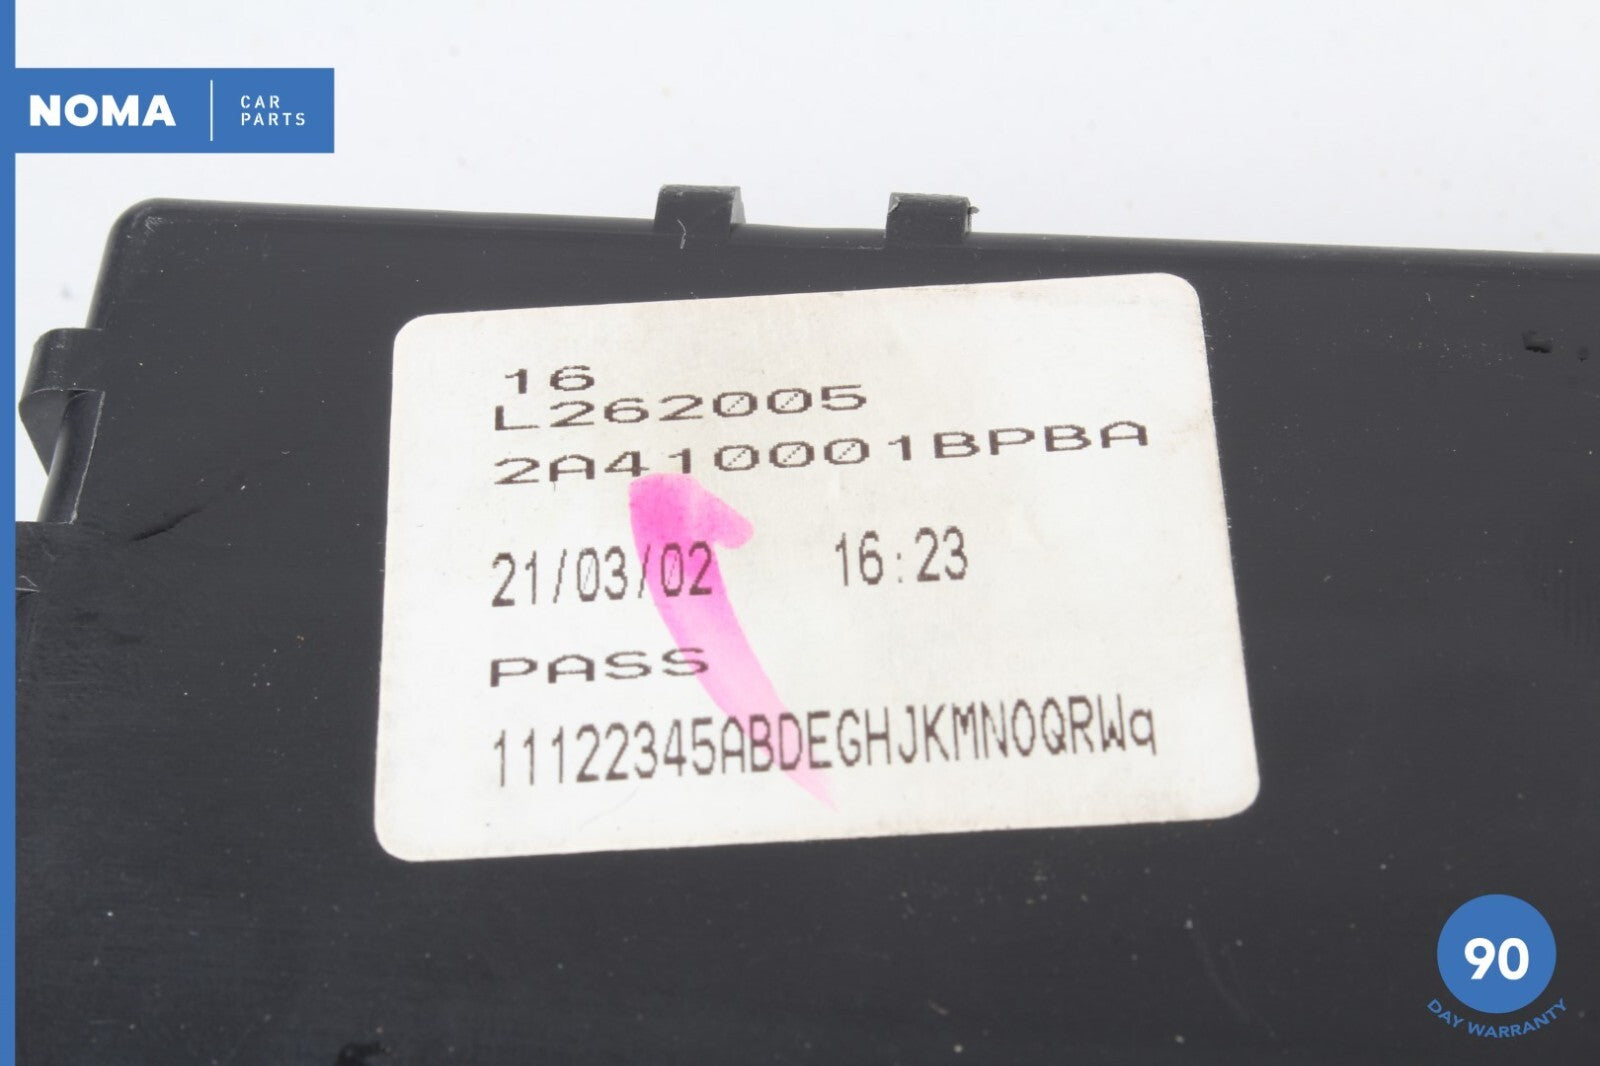 NOMA
CAR
PARTS
16
L262005
2A410001BPBA
21/03/02 16:23
PASS
11122345ABDEGHJKMNOQRWq
90
DAY WARRANTY